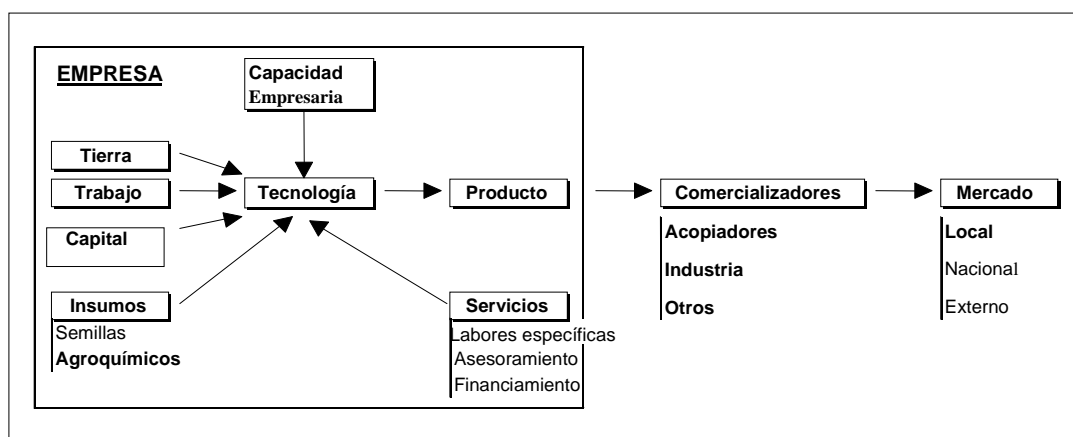 EMPRESA
Capacidad
Empresaria
Tierra
Trabajo
Capital
Tecnología
Producto
Comercializadores
Mercado
Acopiadores
Industria
Otros
Local
Nacional
Externo
Insumos
Semillas
Agroquímicos
Servicios
Labores específicas
Asesoramiento
Financiamiento